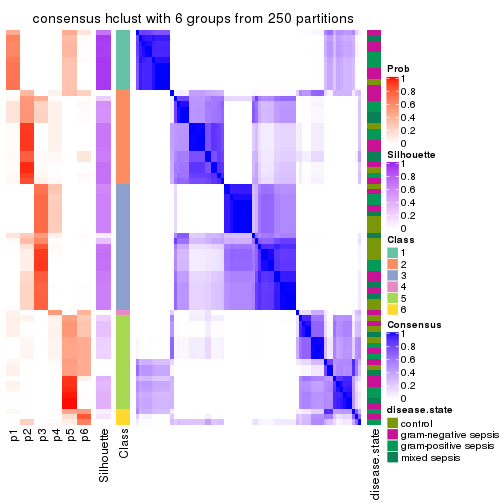 consensus hclust with 6 groups from 250 partitions
Prob
1
0.8
0.6
0.4
0.2
0
Silhouette
1
0.8
0.6
0.4
0.2
0
Class
1
2
3
4
5
6
Consensus
1
0.8
0.6
0.4
0.2
0
disease.state
control
gram-negative sepsis
gram-positive sepsis
mixed sepsis
p1
p2
p3
p4
p5
p6
Silhouette
Class
disease.state